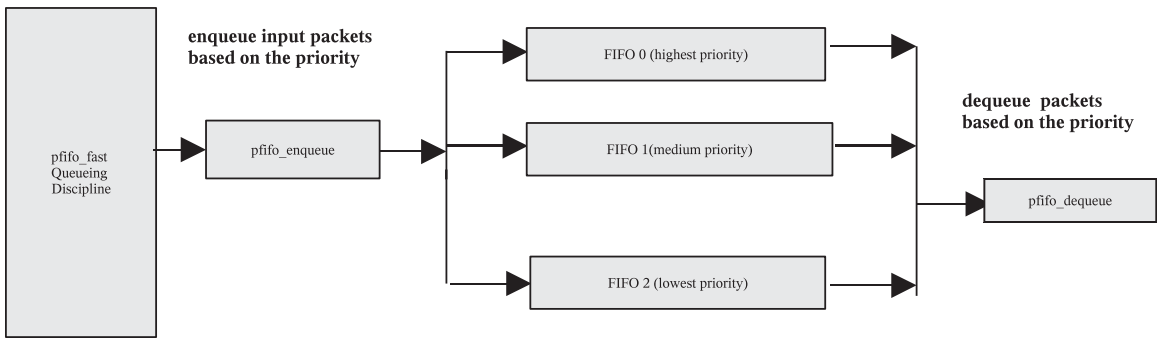 enqueue input packets
based on the priority
pfifo_fast
Queueing
Discipline
pfifo_enqueue
FIFO 0 (highest priority)
FIFO 1(medium priority)
FIFO 2 (lowest priority)
dequeue packets
based on the priority
pfifo_dequeue